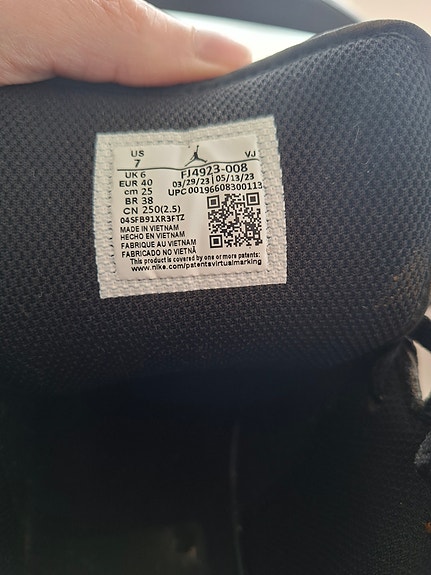 US
7
VJ
UK 6
FJ4923-008
EUR 40
03/29/23 05/13/23
cm 25
UPC 00196608300113
BR 38
CN 250(2.5)
04SFB91XR3FTZ
MADE IN VIETNAM
HECHO EN VIETNAM
FABRIQUE AU VIETNAM
FABRICADO NO VIETNÃ
This product is covered by one or more patents:
www.nike.com/patentsvirtualmarking